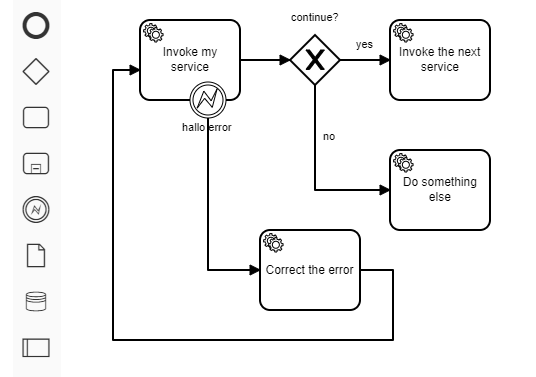 continue?
Invoke my
service
yes
Invoke the next
service
hallo error
no
Do something
else
Correct the error